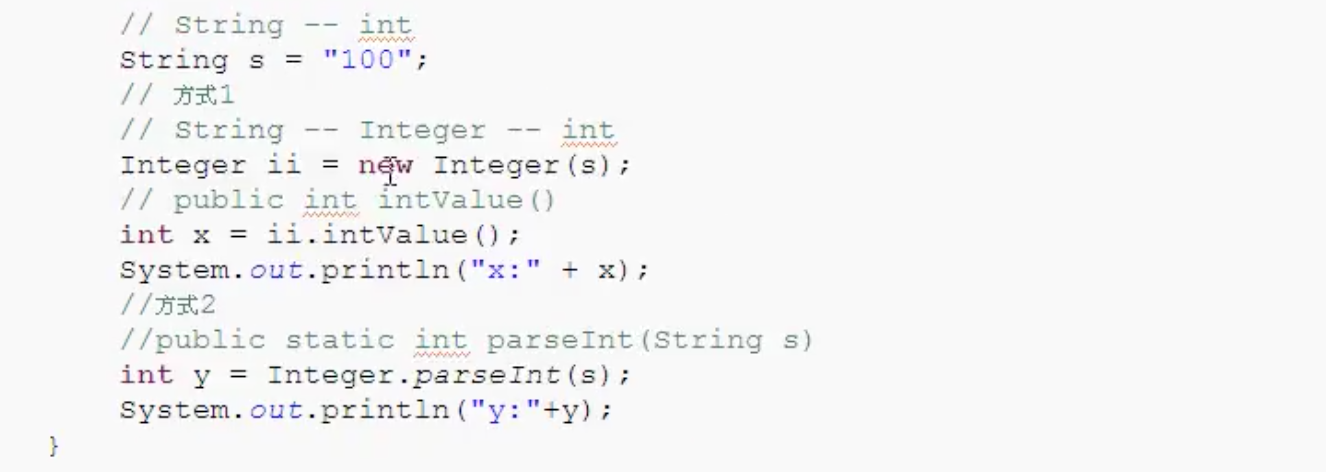 // String -- int
String s = "100";
// 方式1
// String -- Integer -- int
Integer ii = new Integer(s);
// public int intValue()
int x = ii.intValue();
System.out.println("x:" + x);
//方式2
//public static int parseInt(String s)
int y = Integer.parseInt(s);
System.out.println("y:"+y);
}